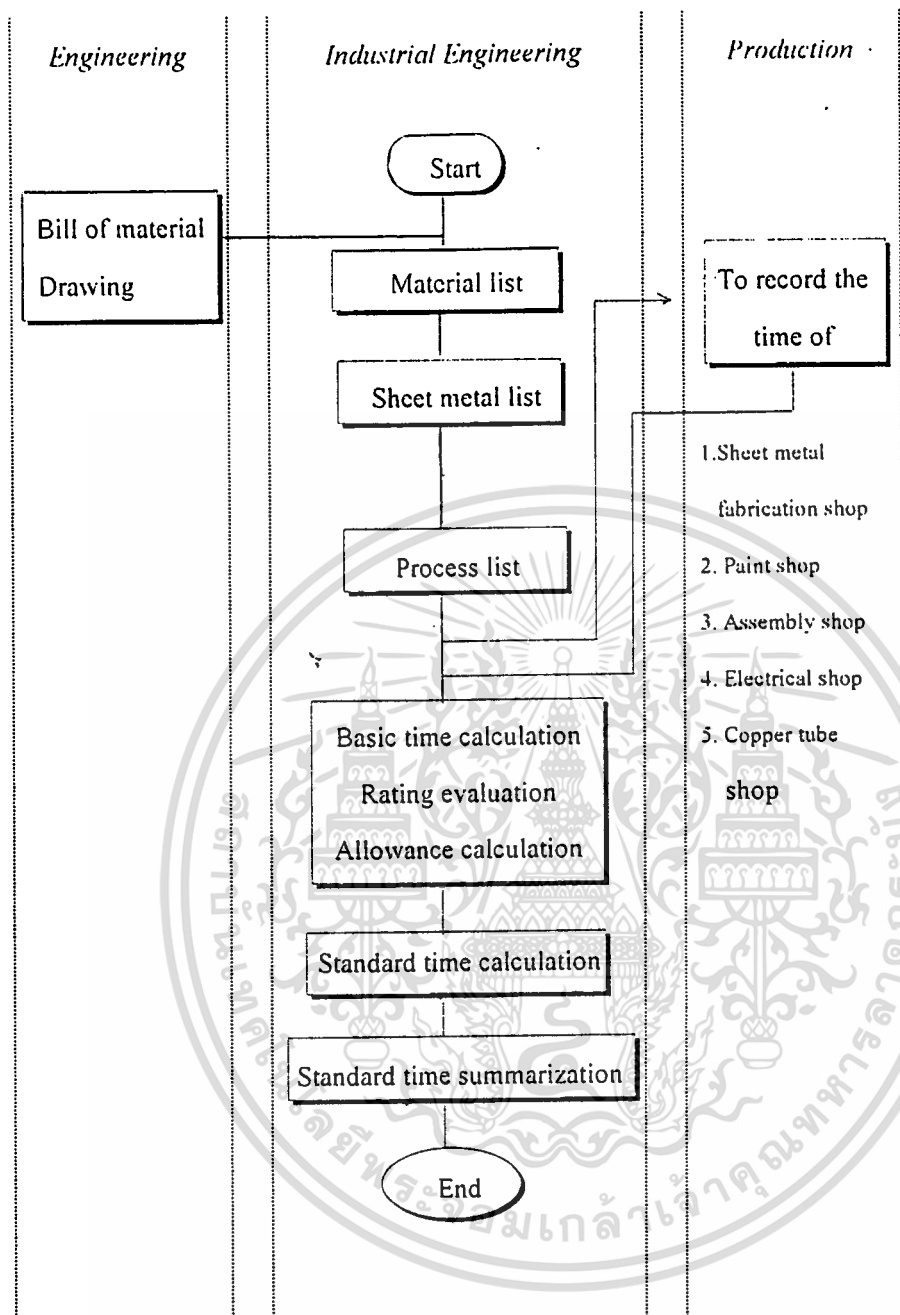 Engineering
Industrial Engineering
Production
Start
Bill of material
Drawing
Material list
To record the
time of
Sheet metal list
1.Sheet metal
fabrication shop
Process list
2. Paint shop
3. Assembly shop
4. Electrical shop
5. Copper tube
shop
Basic time calculation
Rating evaluation
Allowance calculation
Standard time calculation
Standard time summarization
End